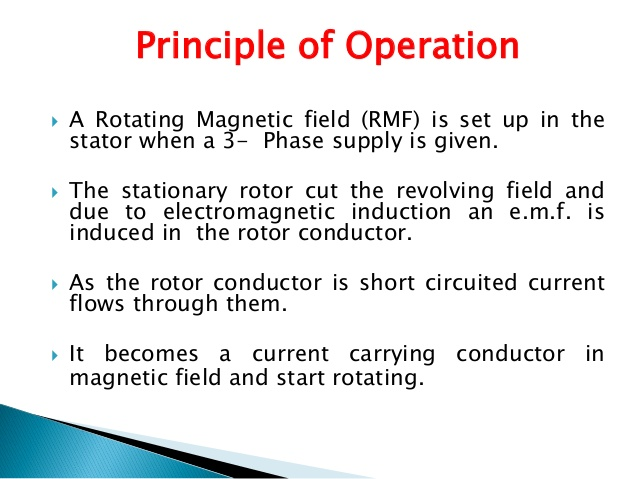 Principle of Operation
A Rotating Magnetic field (RMF) is set up in the
stator when a 3- Phase supply is given.
The stationary rotor cut the revolving field and
due to electromagnetic induction an e.m.f. is
induced in the rotor conductor.
As the rotor conductor is short circuited current
flows through them.
It becomes a current carrying conductor in
magnetic field and start rotating.